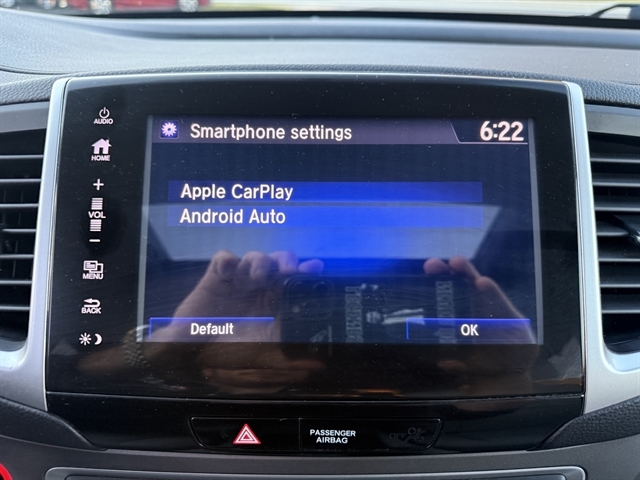 AUDIO
HOME
+
VOL
−
MENU
BACK
Smartphone settings
6:22
Apple CarPlay
Android Auto
Default
OK
PASSENGER
AIRBAG